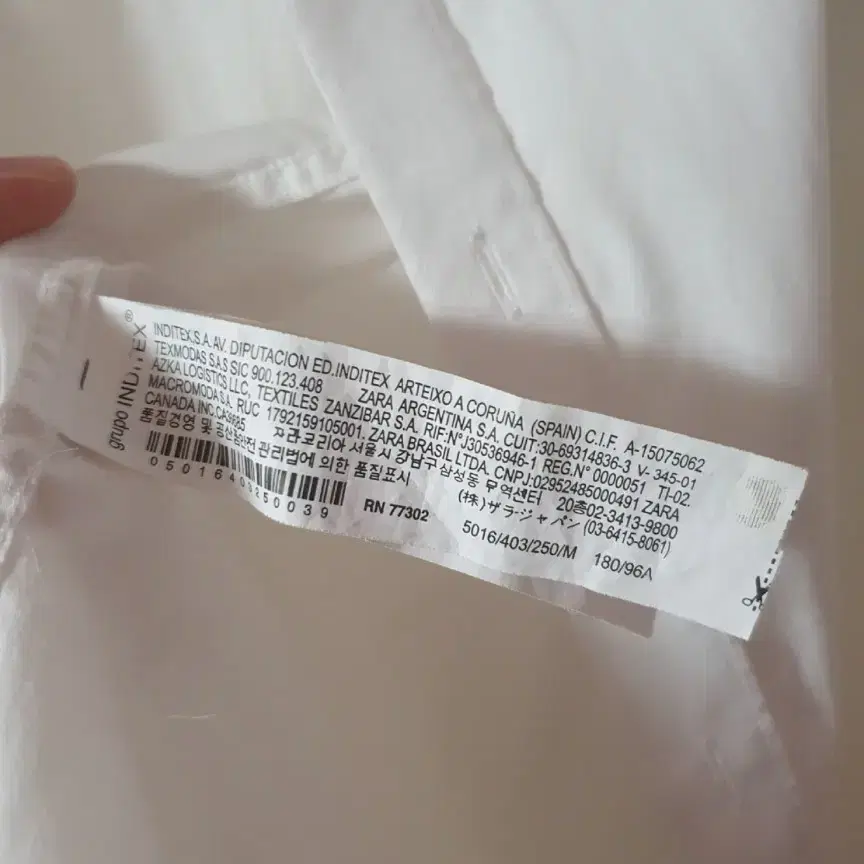 grupo INDITEX®
INDITEX,S.A. AV. DIPUTACION ED.INDITEX ARTEIXO A CORUÑA (SPAIN) C.I.F. A-15075062
TEXMODAS S.A.S SIC 900.123.408 ZARA ARGENTINA S.A. CUIT:30-69314836-3 V- 345-01
AZKA LOGISTICS LLC, TEXTILES ZANZIBAR S.A. RIF:Nº J30536946-1 REG.N° 0000051 TI-02.
MACROMODA S.A. RUC 1792159105001. ZARA BRASIL LTDA. CNPJ:02952485000491 ZARA
CANADA INC.CA39685 자라코리아 서울시 강남구 삼성동 무역센터 20층02-3413-9800
품질경영 및 공산품안전 관리법에 의한 품질표시 (株)ザラジャパン (03-6415-8061)
05016403250039 RN 77302 5016/403/250/M 180/96A